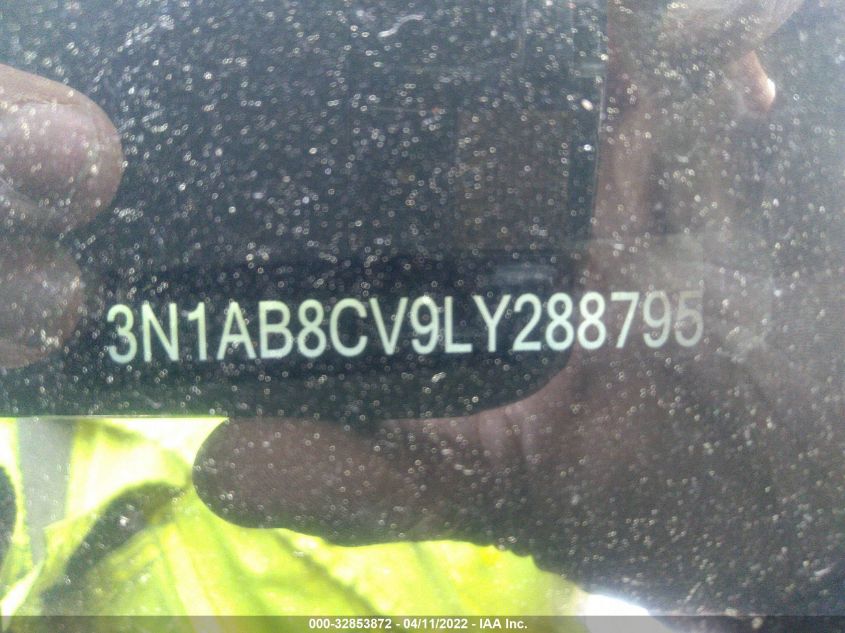 3N1AB8CV9LY288795
000-32853872 - 04/11/2022 - IAA Inc.